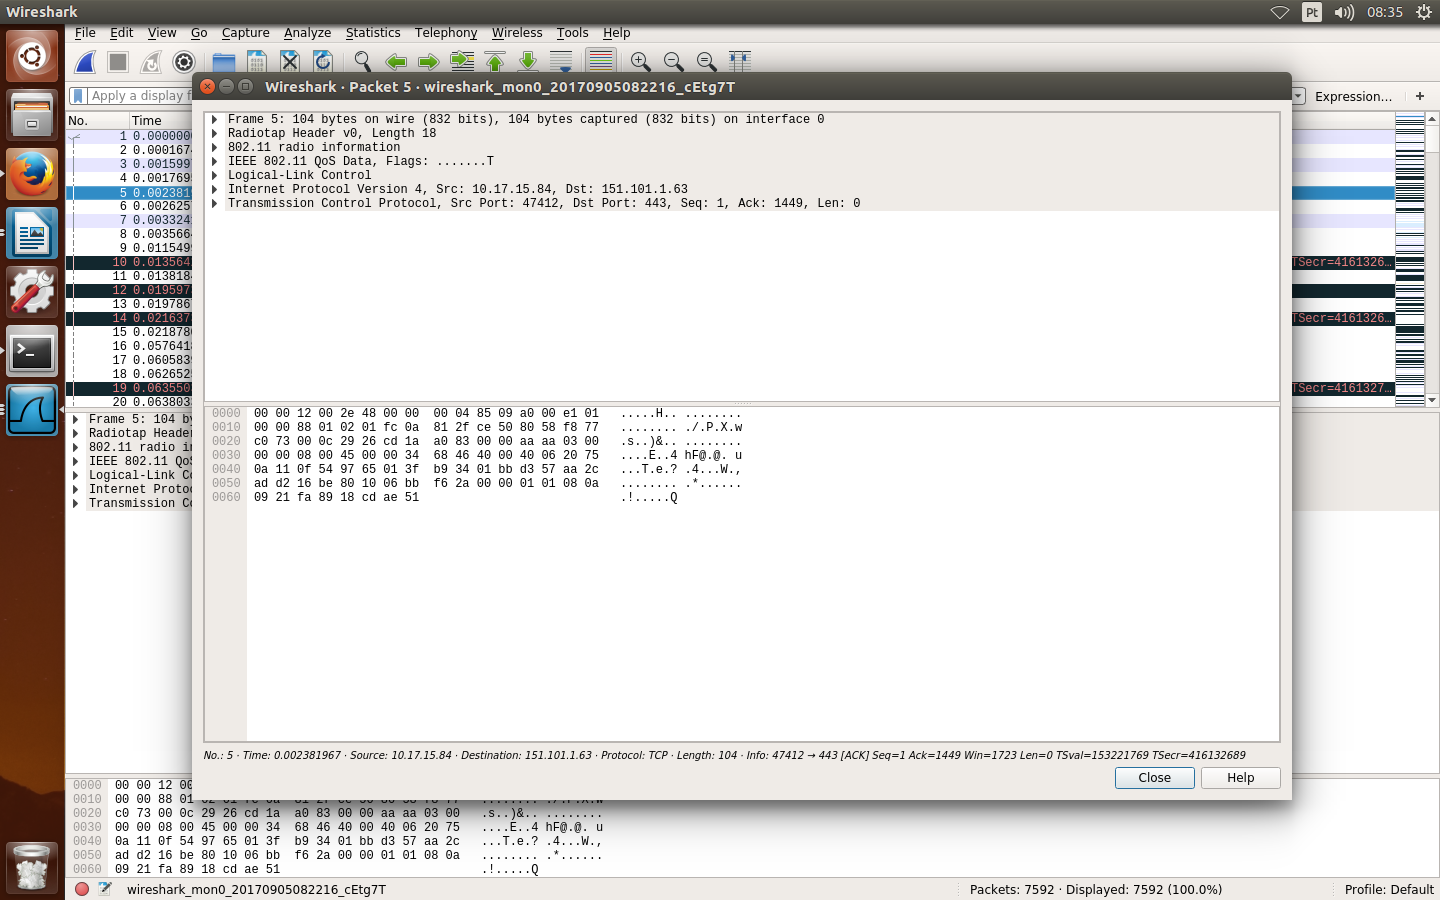 Wireshark
Pt
08:35
File Edit View Go Capture Analyze Statistics Telephony Wireless Tools Help
Apply a display
Expression…
+
Wireshark · Packet 5 · wireshark_mon0_20170905082216_cEtg7T
No. Time
1 0.000000
2 0.000167
3 0.001599
4 0.001769
5 0.002381
6 0.002625
7 0.003324
8 0.003566
9 0.011549
10 0.013564
11 0.013818
12 0.019597
13 0.019786
14 0.021637
15 0.021878
16 0.057641
17 0.060583
18 0.062652
19 0.063550
20 0.063803
TSecr=4161326…
TSecr=4161326…
TSecr=4161327…
Frame 5: 104 bytes on wire (832 bits), 104 bytes captured (832 bits) on interface 0
Radiotap Header v0, Length 18
802.11 radio information
IEEE 802.11 QoS Data, Flags: .......T
Logical-Link Control
Internet Protocol Version 4, Src: 10.17.15.84, Dst: 151.101.1.63
Transmission Control Protocol, Src Port: 47412, Dst Port: 443, Seq: 1, Ack: 1449, Len: 0
0000 00 00 12 00 2e 48 00 00 00 04 85 09 a0 00 e1 01 .....H.. ........
0010 00 00 88 01 02 01 fc 0a 81 2f ce 50 80 58 f8 77 ........ ./.P.X.w
0020 c0 73 00 0c 29 26 cd 1a a0 83 00 00 aa aa 03 00 .s..)&.. ........
0030 00 00 08 00 45 00 00 34 68 46 40 00 40 06 20 75 ....E..4 hF@.@. u
0040 0a 11 0f 54 97 65 01 3f b9 34 01 bb d3 57 aa 2c ...T.e.? .4...W.,
0050 ad d2 16 be 80 10 06 bb f6 2a 00 00 01 01 08 0a ........ .*......
0060 09 21 fa 89 18 cd ae 51 .!.....Q
No.: 5 · Time: 0.002381967 · Source: 10.17.15.84 · Destination: 151.101.1.63 · Protocol: TCP · Length: 104 · Info: 47412 → 443 [ACK] Seq=1 Ack=1449 Win=1723 Len=0 TSval=153221769 TSecr=416132689
Close Help
Frame 5: 104 by
Radiotap Header
802.11 radio in
IEEE 802.11 QoS
Logical-Link Co
Internet Protoc
Transmission Co
0000 00 00 12 00
0010 00 00 88 01 02 01 fc 0a 81 2f ce 50 80 58 f8 77 ........ ./.P.X.w
0020 c0 73 00 0c 29 26 cd 1a a0 83 00 00 aa aa 03 00 .s..)&.. ........
0030 00 00 08 00 45 00 00 34 68 46 40 00 40 06 20 75 ....E..4 hF@.@. u
0040 0a 11 0f 54 97 65 01 3f b9 34 01 bb d3 57 aa 2c ...T.e.? .4...W.,
0050 ad d2 16 be 80 10 06 bb f6 2a 00 00 01 01 08 0a ........ .*......
0060 09 21 fa 89 18 cd ae 51 .!.....Q
wireshark_mon0_20170905082216_cEtg7T
Packets: 7592 · Displayed: 7592 (100.0%)
Profile: Default